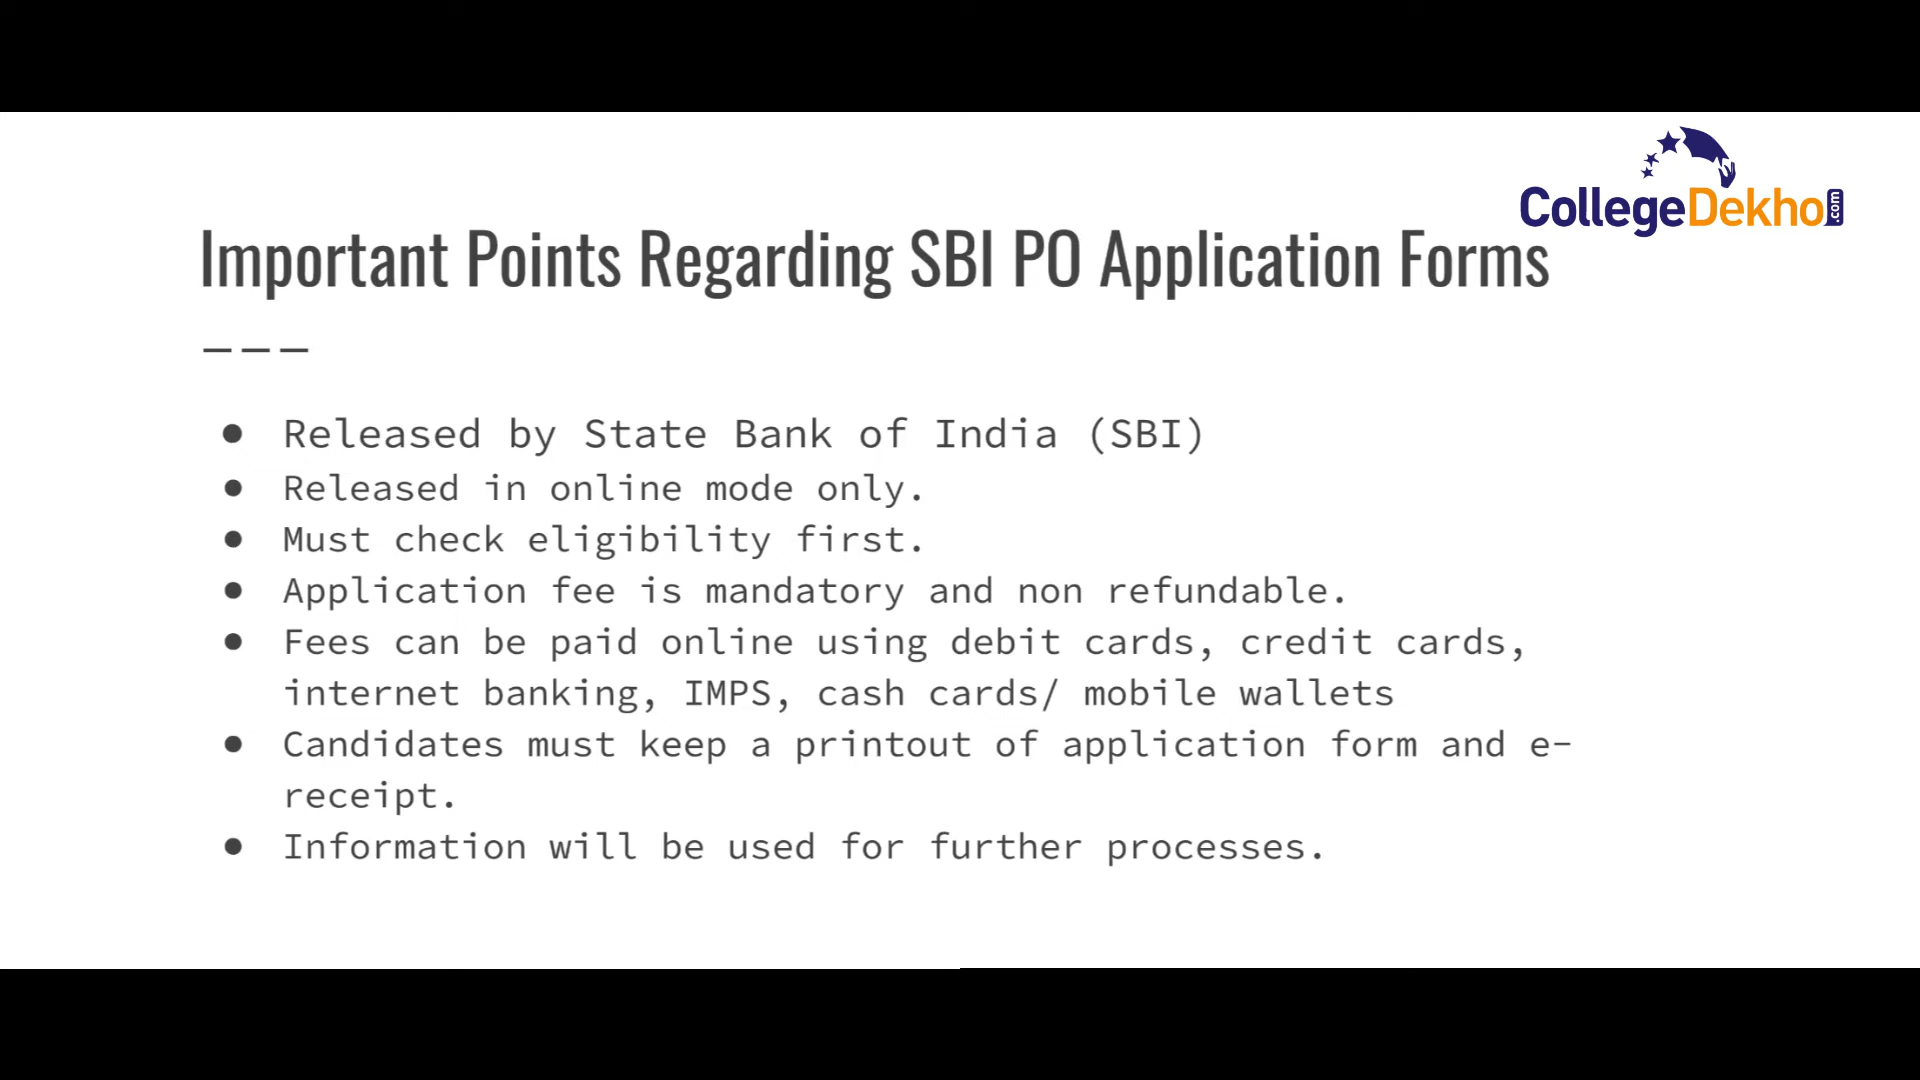 CollegeDekho.com
Important Points Regarding SBI PO Application Forms
● Released by State Bank of India (SBI)
● Released in online mode only.
● Must check eligibility first.
● Application fee is mandatory and non refundable.
● Fees can be paid online using debit cards, credit cards,
internet banking, IMPS, cash cards/ mobile wallets
● Candidates must keep a printout of application form and e-
receipt.
● Information will be used for further processes.